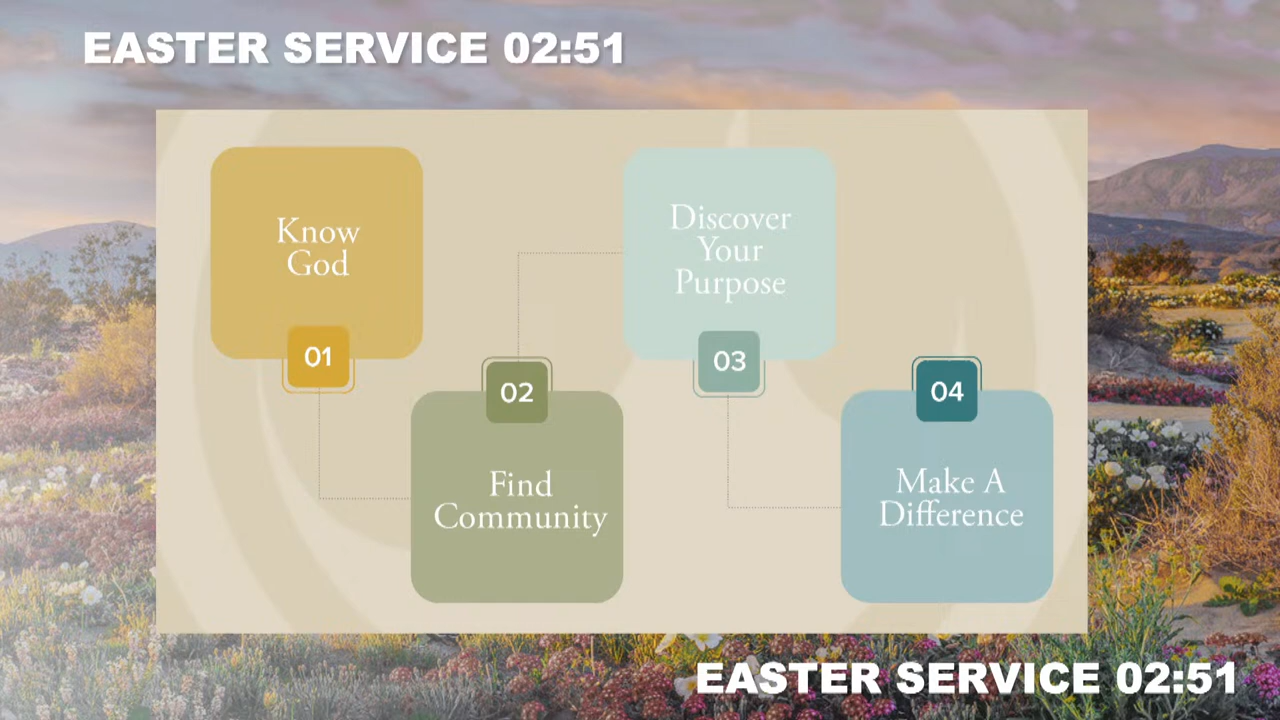 EASTER SERVICE 02:51
Know
God
01
02
Find
Community
Discover
Your
Purpose
03
04
Make A
Difference
EASTER SERVICE 02:51